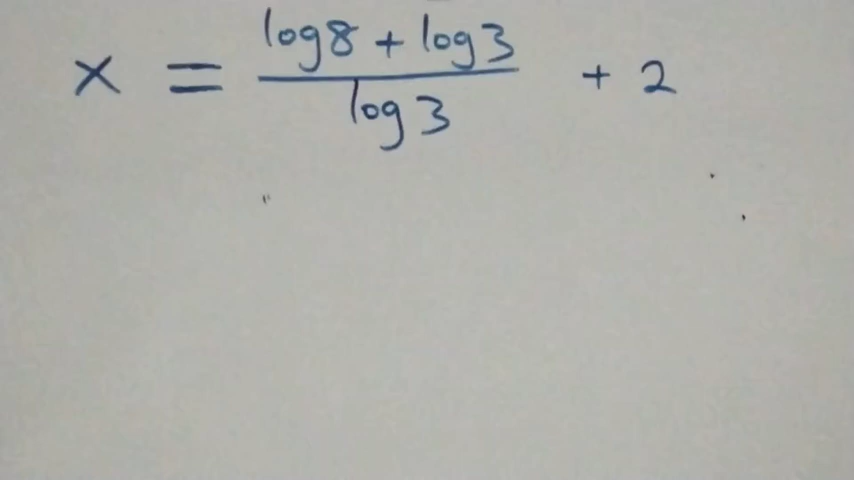 x = (log8 + log3) / log3 + 2